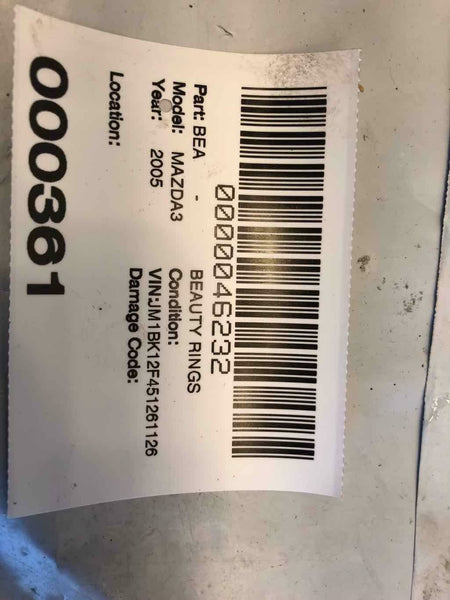 0000046232
Part: BEA - BEAUTY RINGS
Model: MAZDA3 Condition:
Year: 2005 VIN:JM1BK12F451261126
Damage Code:
Location:
000361